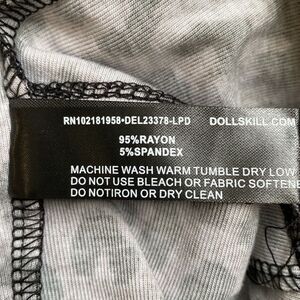 RN102181958•DEL23378-LPD DOLLSKILL.COM
95%RAYON
5%SPANDEX
MACHINE WASH WARM TUMBLE DRY LOW
DO NOT USE BLEACH OR FABRIC SOFTENE
DO NOTIRON OR DRY CLEAN